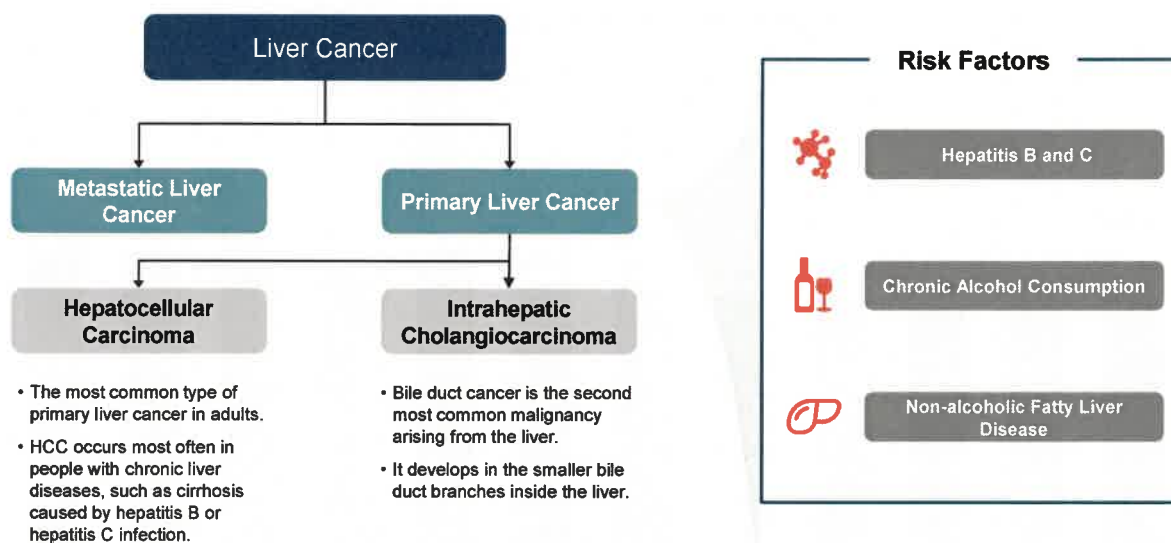 Liver Cancer
Metastatic Liver
Cancer
Primary Liver Cancer
Hepatocellular
Carcinoma
Intrahepatic
Cholangiocarcinoma
• The most common type of
primary liver cancer in adults.
• HCC occurs most often in
people with chronic liver
diseases, such as cirrhosis
caused by hepatitis B or
hepatitis C infection.
• Bile duct cancer is the second
most common malignancy
arising from the liver.
• It develops in the smaller bile
duct branches inside the liver.
Risk Factors
Hepatitis B and C
Chronic Alcohol Consumption
Non-alcoholic Fatty Liver
Disease